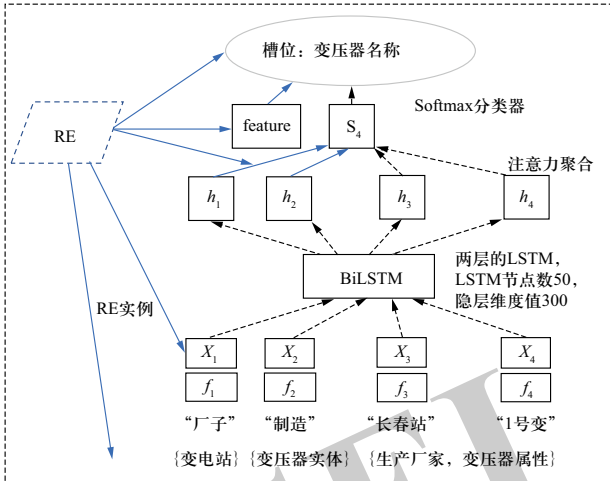 槽位：变压器名称
RE
feature
S₄
Softmax分类器
注意力聚合
h₁
h₂
h₃
h₄
BiLSTM
两层的LSTM，
LSTM节点数50，
隐层维度值300
RE实例
X₁
X₂
X₃
X₄
f₁
f₂
f₃
f₄
“厂子”
“制造”
“长春站”
“1号变”
{变电站}
{变压器实体}
{生产厂家，变压器属性}